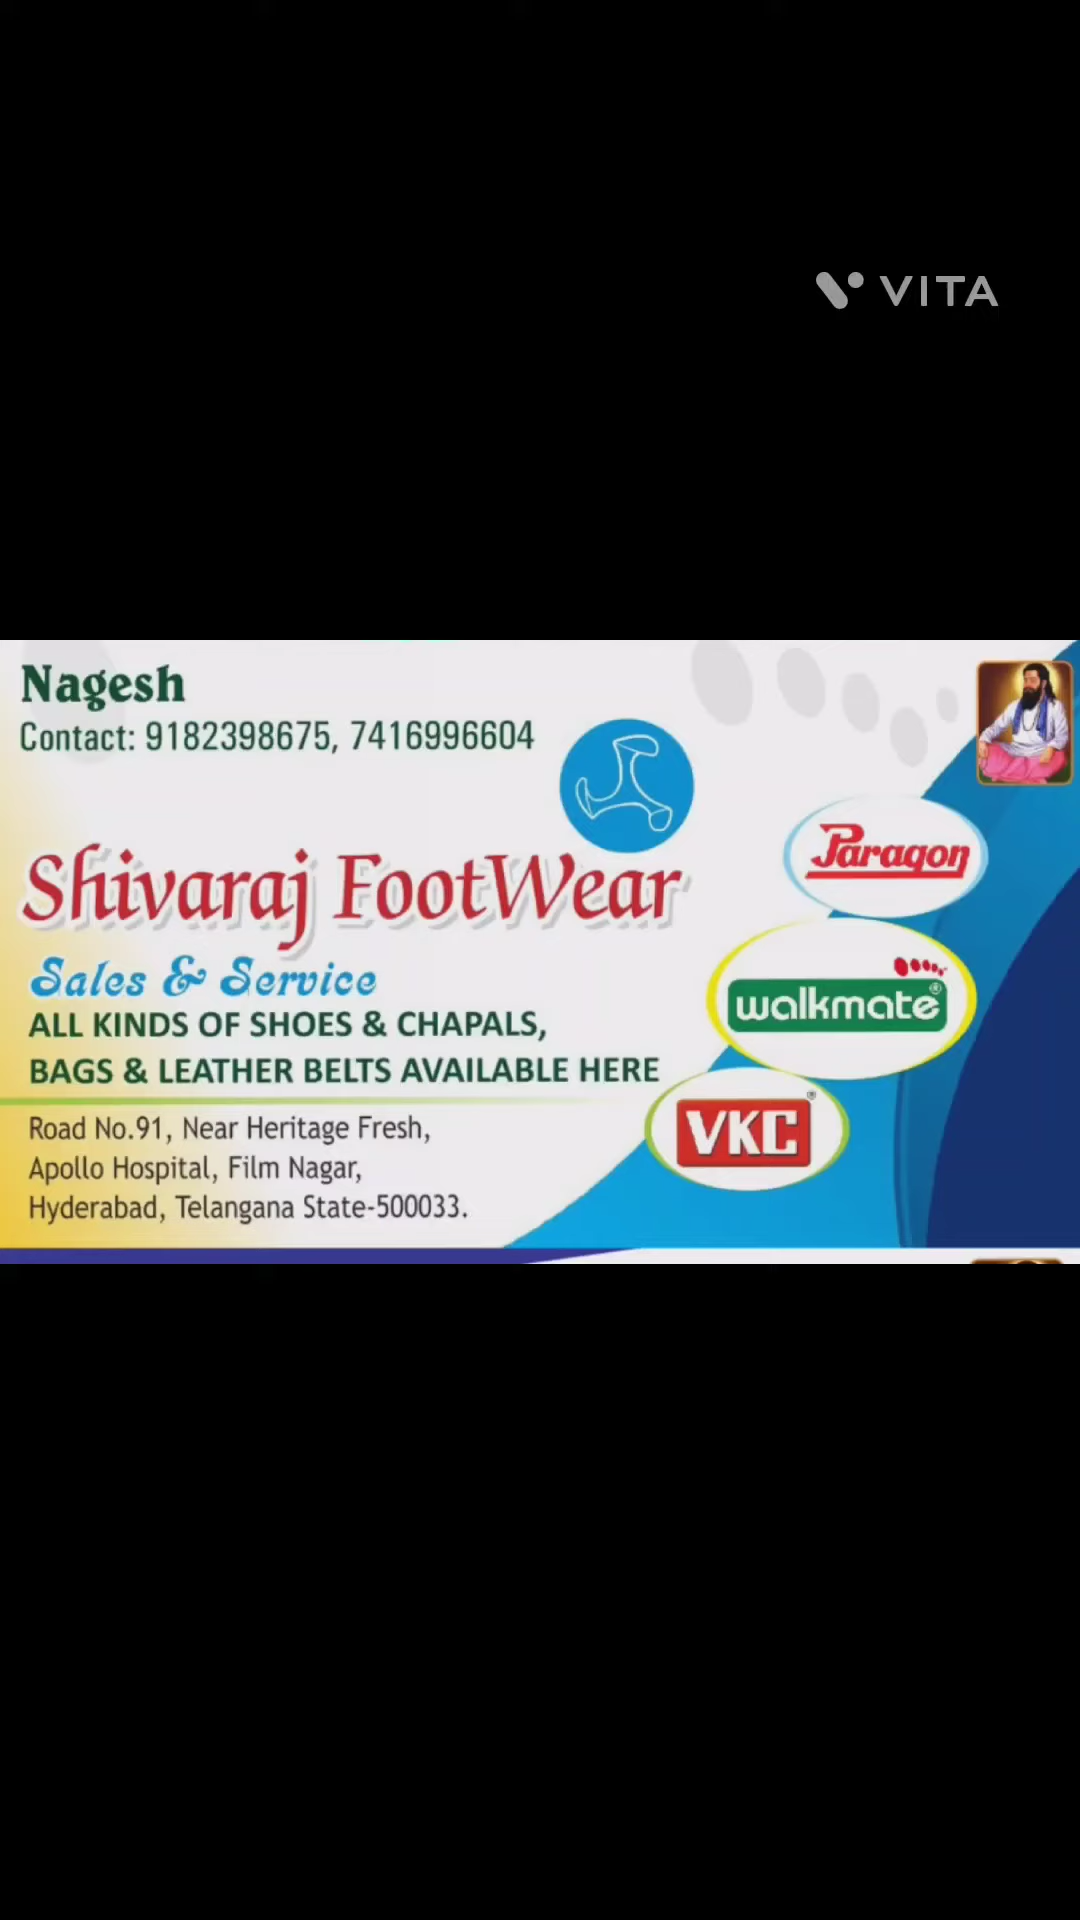 VITA
Nagesh
Contact: 9182398675, 7416996604
Shivaraj FootWear
Sales & Service
ALL KINDS OF SHOES & CHAPALS,
BAGS & LEATHER BELTS AVAILABLE HERE
Road No.91, Near Heritage Fresh,
Apollo Hospital, Film Nagar,
Hyderabad, Telangana State-500033.
Paragon
walkmate®
VKC®